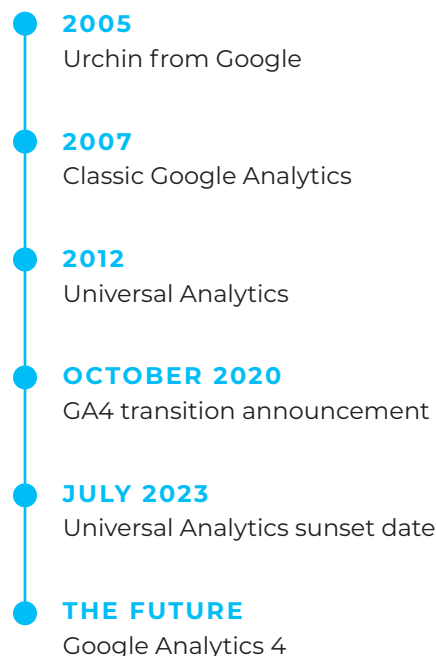 2005
Urchin from Google
2007
Classic Google Analytics
2012
Universal Analytics
OCTOBER 2020
GA4 transition announcement
JULY 2023
Universal Analytics sunset date
THE FUTURE
Google Analytics 4